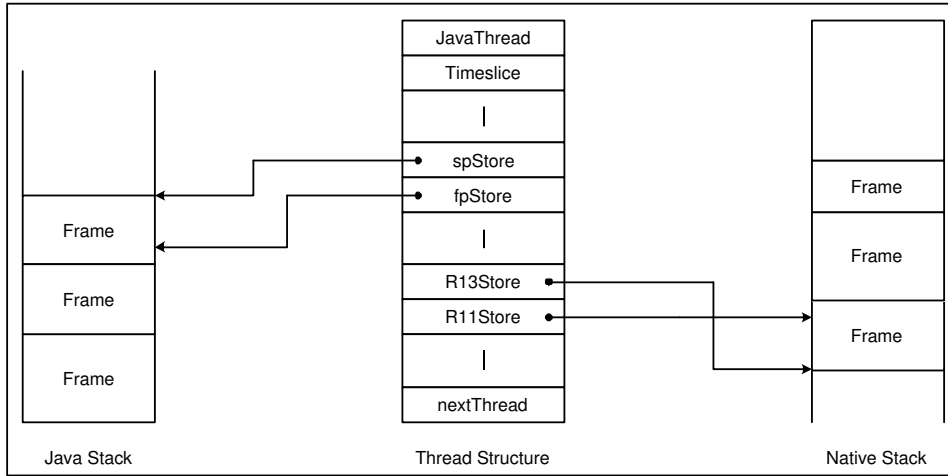 JavaThread
Timeslice
spStore
fpStore
R13Store
R11Store
nextThread
Frame
Frame
Frame
Frame
Frame
Frame
Java Stack
Thread Structure
Native Stack